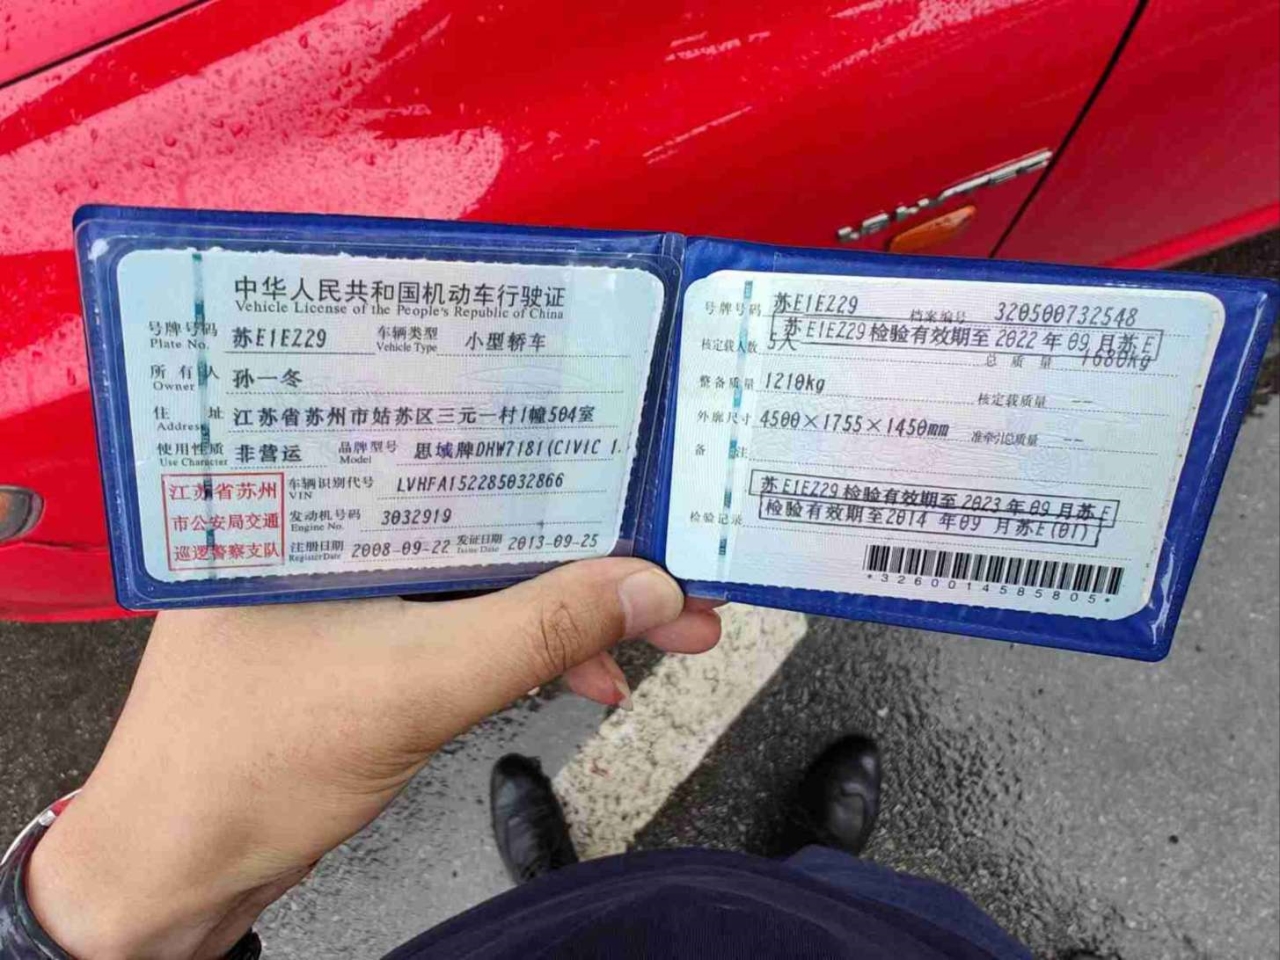 中华人民共和国机动车行驶证
Vehicle License of the People's Republic of China
号牌号码 苏E1EZ29 车辆类型 小型轿车
Plate No. Vehicle Type
所有人 孙一冬
Owner
住址 江苏省苏州市姑苏区三元一村1幢504室
Address
使用性质 非营运 品牌型号 思域牌DHW7181(CIVIC 1.
Use Character Model
江苏省苏州
市公安局交通
巡逻警察支队
车辆识别代号 LVHFA152285032866
VIN
发动机号码 3032919
Engine No.
注册日期 2008-09-22 发证日期 2013-09-25
Register Date Issue Date
号牌号码 苏E1EZ29 档案编号 320500732548
苏E1EZ29检验有效期至2022年09月苏E
核定载人数 5人 总质量 1680kg
整备质量 1210kg 核定载质量 --
外廓尺寸 4500×1755×1450mm 准牵引总质量 --
备注
苏E1EZ29检验有效期至2023年09月苏E
检验记录 检验有效期至2014年09月苏E(01)
*3260014585805*